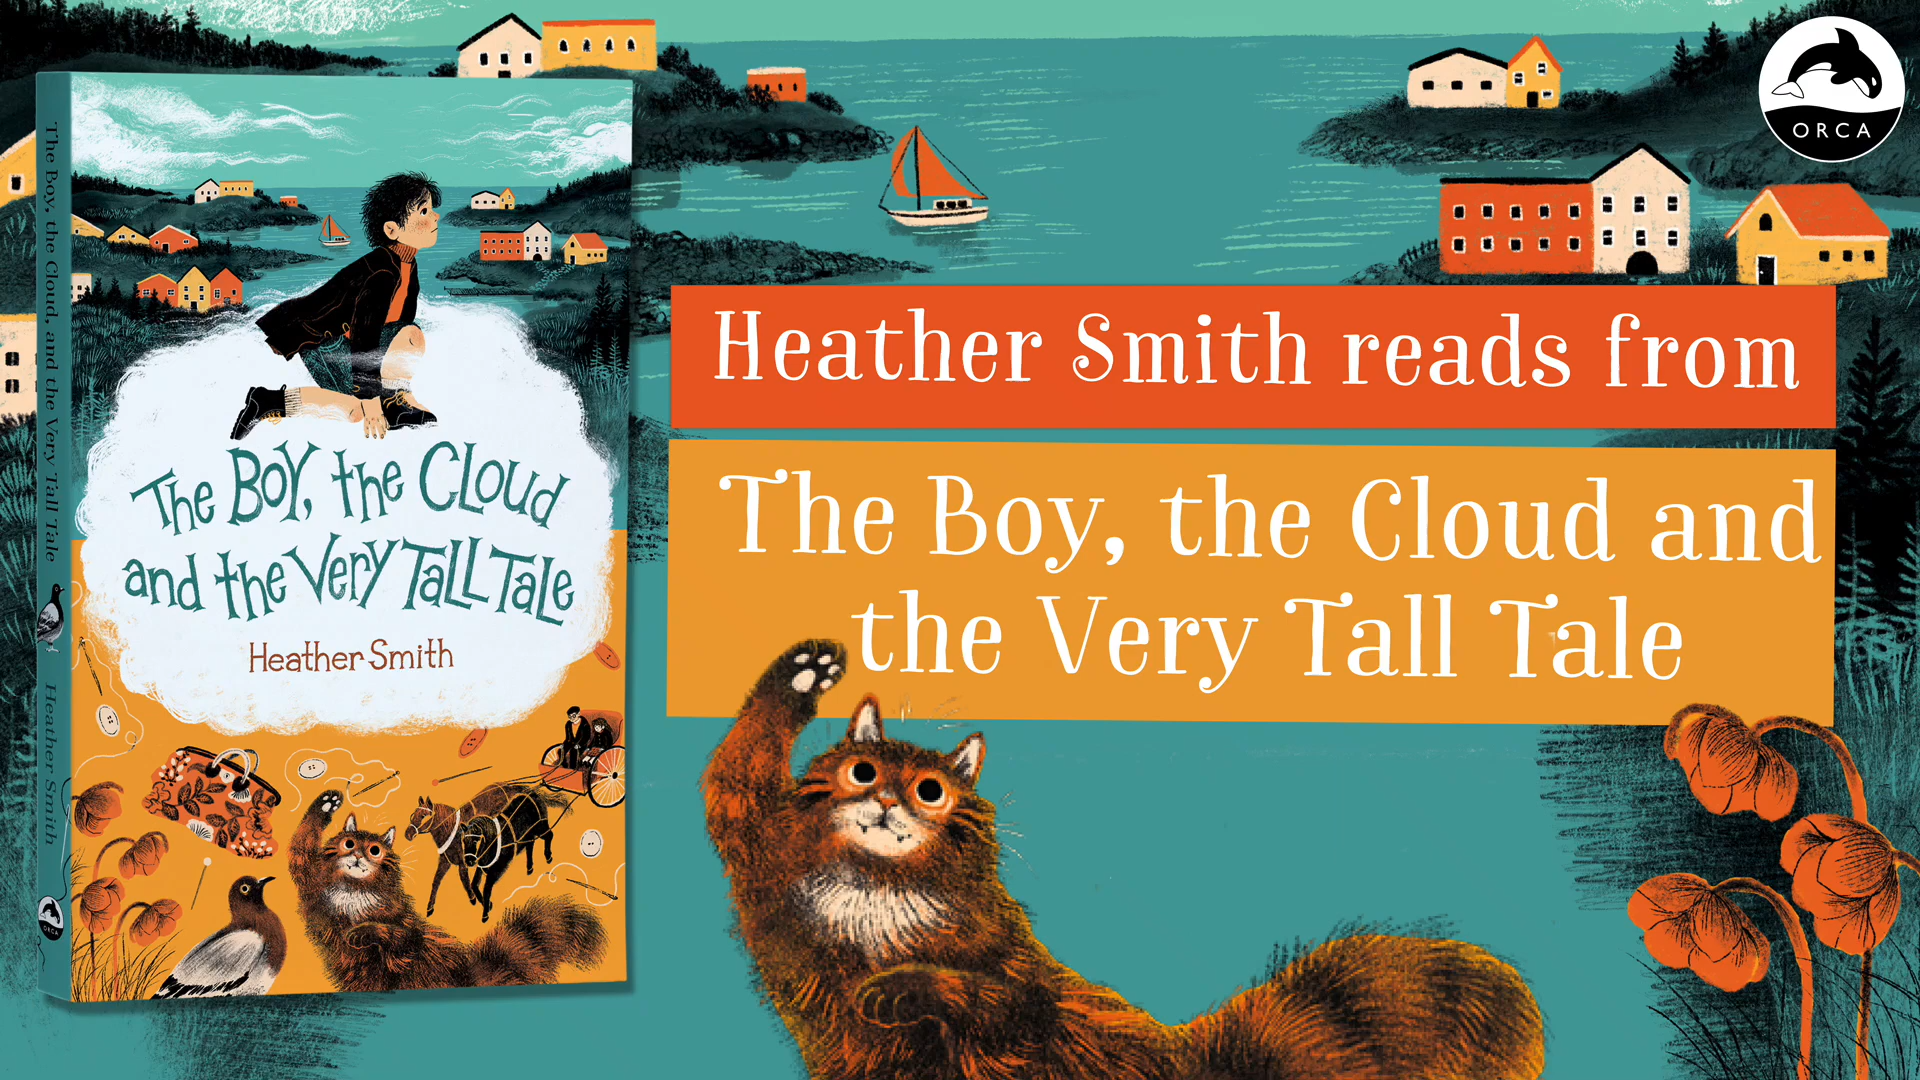 The Boy, the Cloud, and the Very Tall Tale
Heather Smith
ORCA
The Boy, the Cloud
and the Very Tall Tale
Heather Smith
Heather Smith reads from
The Boy, the Cloud and
the Very Tall Tale
ORCA